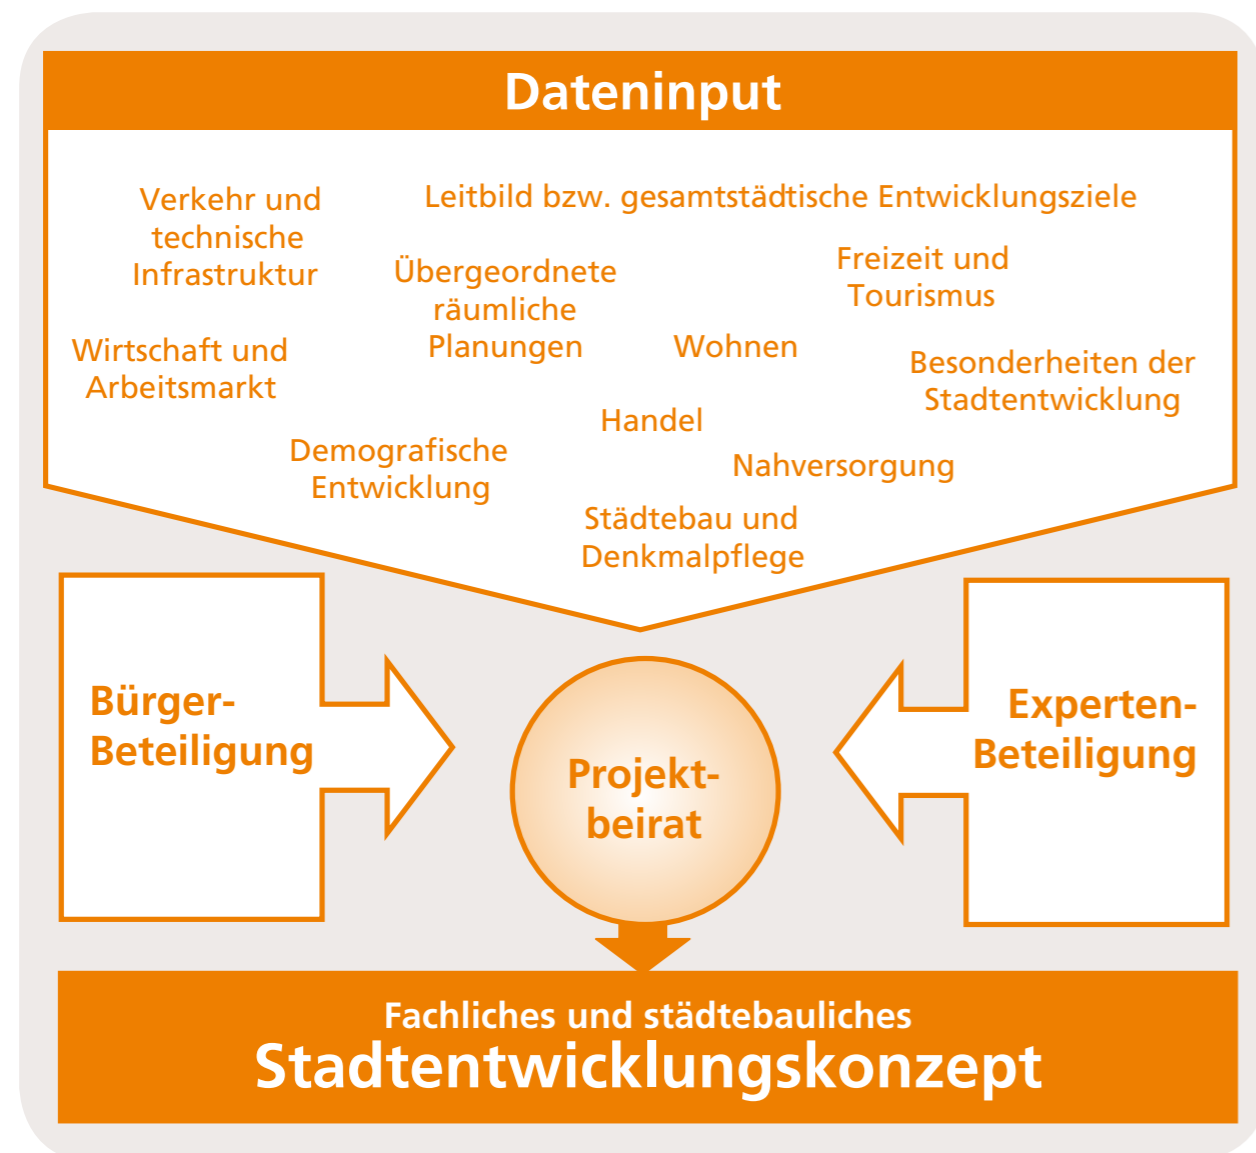 Dateninput
Verkehr und
technische
Infrastruktur
Leitbild bzw. gesamtstädtische Entwicklungsziele
Übergeordnete
räumliche
Planungen
Freizeit und
Tourismus
Wirtschaft und
Arbeitsmarkt
Wohnen
Besonderheiten der
Stadtentwicklung
Handel
Demografische
Entwicklung
Nahversorgung
Städtebau und
Denkmalpflege
Bürger-
Beteiligung
Projekt-
beirat
Experten-
Beteiligung
Fachliches und städtebauliches
Stadtentwicklungskonzept